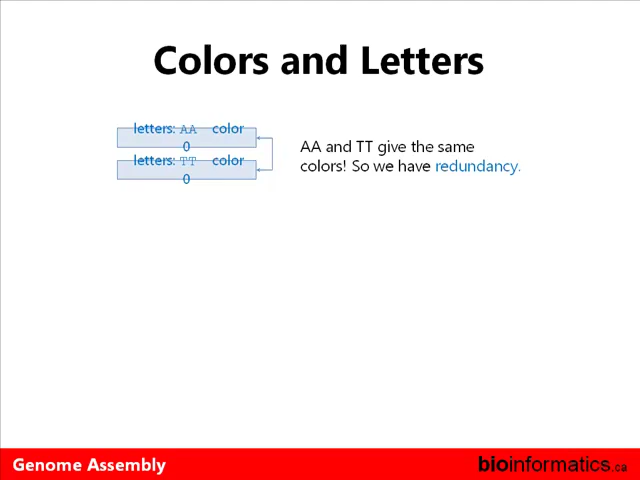 Colors and Letters
letters: AA color
0
letters: TT color
0
AA and TT give the same
colors! So we have redundancy.
Genome Assembly
bioinformatics.ca